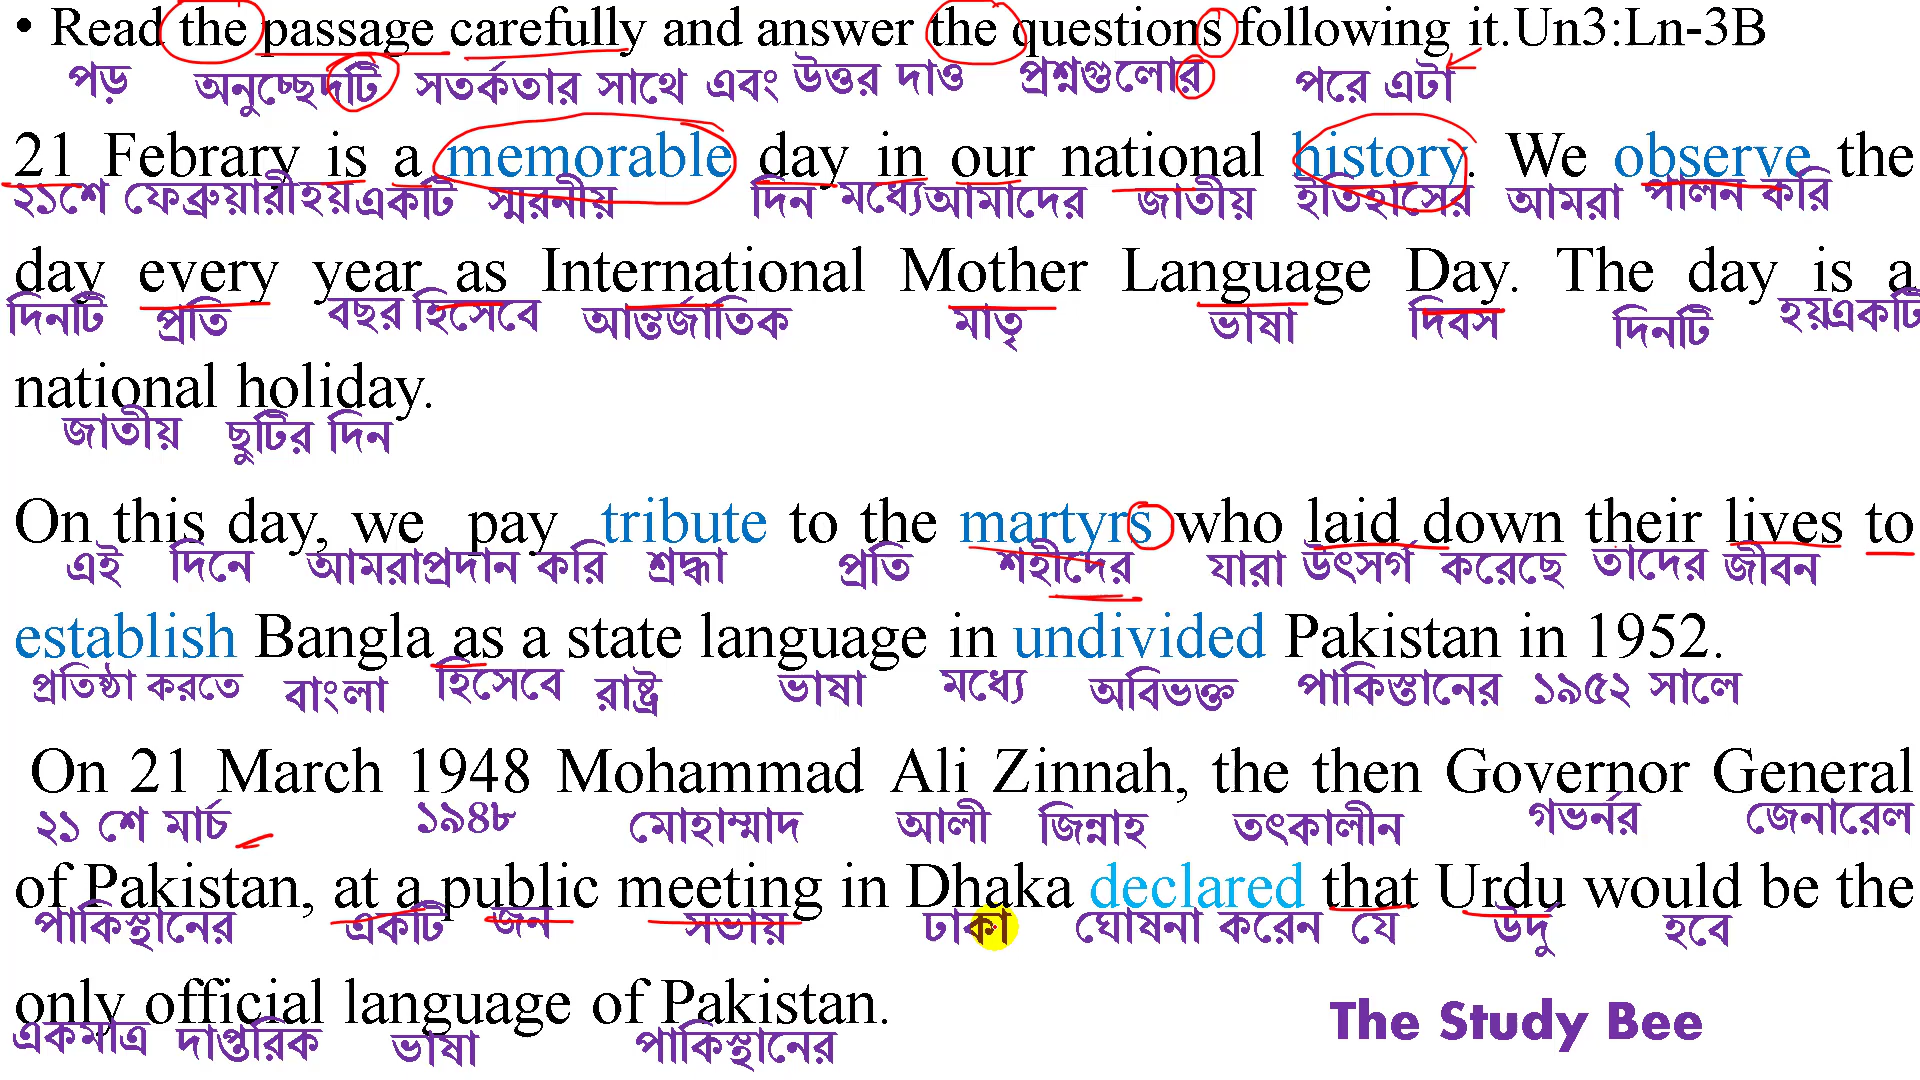 • Read the passage carefully and answer the questions following it.Un3:Ln-3B
পড় অনুচ্ছেদটি সতর্কতার সাথে এবং উত্তর দাও প্রশ্নগুলোর পরে এটা
21 Febrary is a memorable day in our national history. We observe the
২১শে ফেব্রুয়ারী হয় একটি স্মরনীয় দিন মধ্যে আমাদের জাতীয় ইতিহাসের আমরা পালন করি
day every year as International Mother Language Day. The day is a
দিনটি প্রতি বছর হিসেবে আন্তর্জাতিক মাতৃ ভাষা দিবস দিনটি হয় একটি
national holiday.
জাতীয় ছুটির দিন
On this day, we pay tribute to the martyrs who laid down their lives to
এই দিনে আমরা প্রদান করি শ্রদ্ধা প্রতি শহীদের যারা উৎসর্গ করেছে তাদের জীবন
establish Bangla as a state language in undivided Pakistan in 1952.
প্রতিষ্ঠা করতে বাংলা হিসেবে রাষ্ট্র ভাষা মধ্যে অবিভক্ত পাকিস্তানের ১৯৫২ সালে
On 21 March 1948 Mohammad Ali Zinnah, the then Governor General
২১ শে মার্চ ১৯৪৮ মোহাম্মাদ আলী জিন্নাহ তৎকালীন গভর্নর জেনারেল
of Pakistan, at a public meeting in Dhaka declared that Urdu would be the
পাকিস্থানের একটি জন সভায় ঢাকা ঘোষনা করেন যে উর্দু হবে
only official language of Pakistan.
একমাত্র দাপ্তরিক ভাষা পাকিস্থানের
The Study Bee